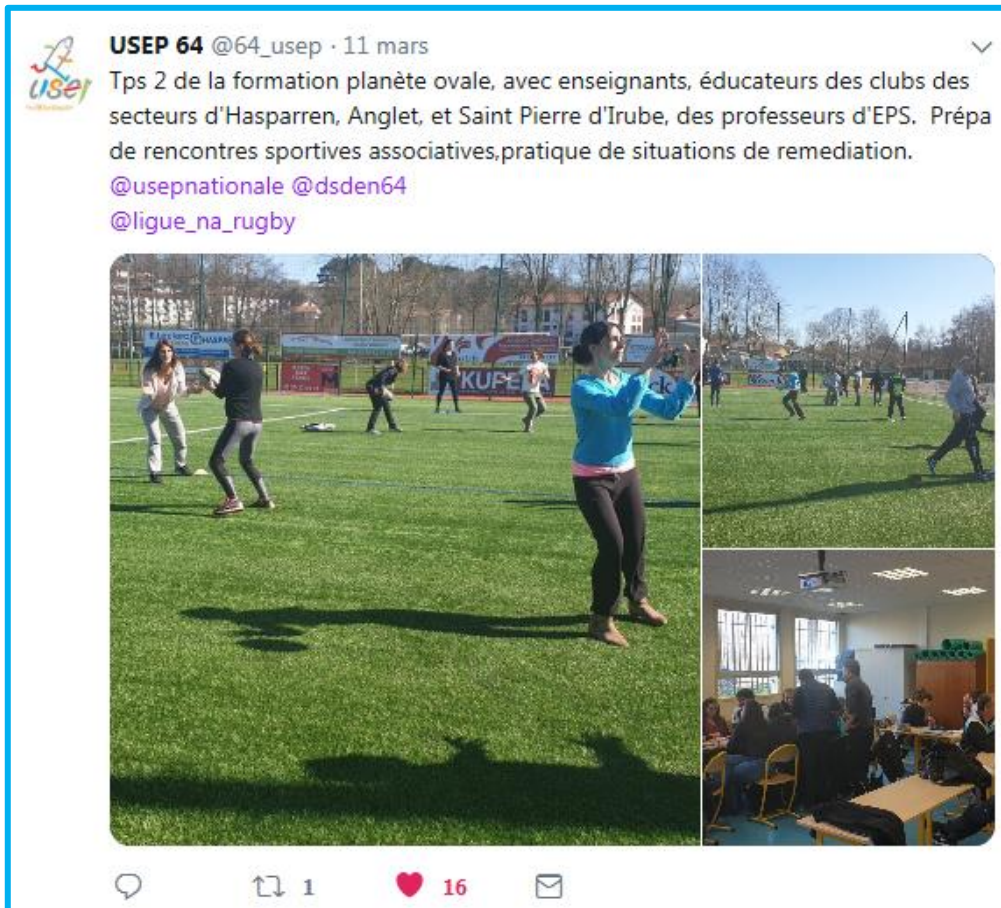 USEP 64 @64_usep · 11 mars
Tps 2 de la formation planète ovale, avec enseignants, éducateurs des clubs des
secteurs d'Hasparren, Anglet, et Saint Pierre d'Irube, des professeurs d'EPS.  Prépa
de rencontres sportives associatives,pratique de situations de remediation.
@usepnationale @dsden64
@ligue_na_rugby
usep
KUPELA
1
16